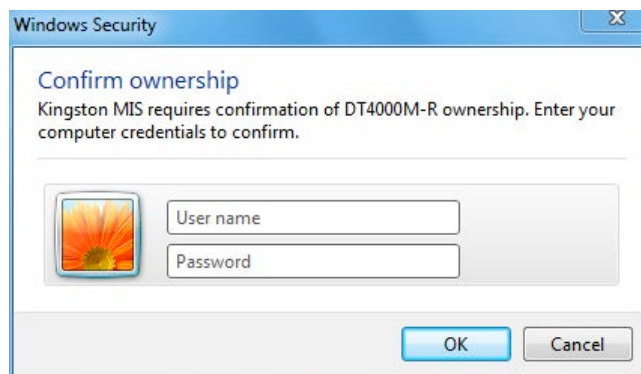 Windows Security
Confirm ownership
Kingston MIS requires confirmation of DT4000M-R ownership. Enter your
computer credentials to confirm.
User name
Password
OK
Cancel